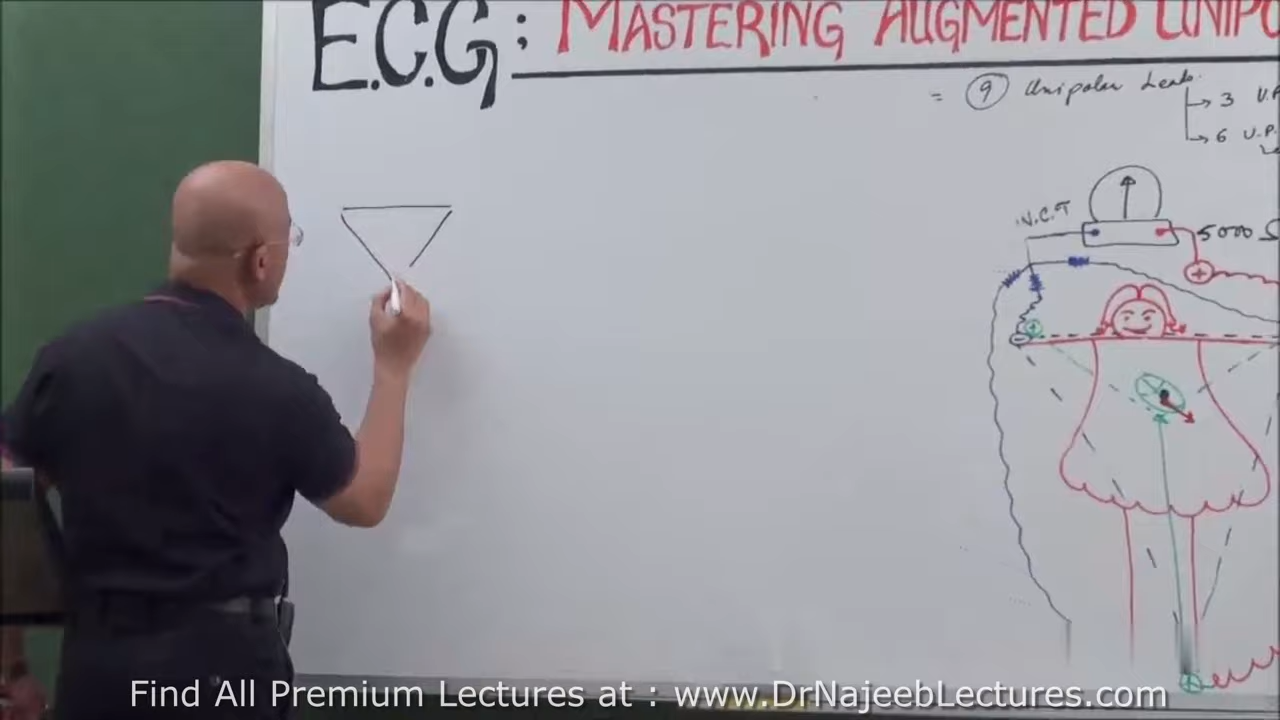 E.C.G ; MASTERING AUGMENTED UNIPO
= 9 Unipolar Leads.
→ 3 U.P
→ 6 U.P.
N.C.T
5000 Ω
+
+
-
+
Find All Premium Lectures at : www.DrNajeebLectures.com